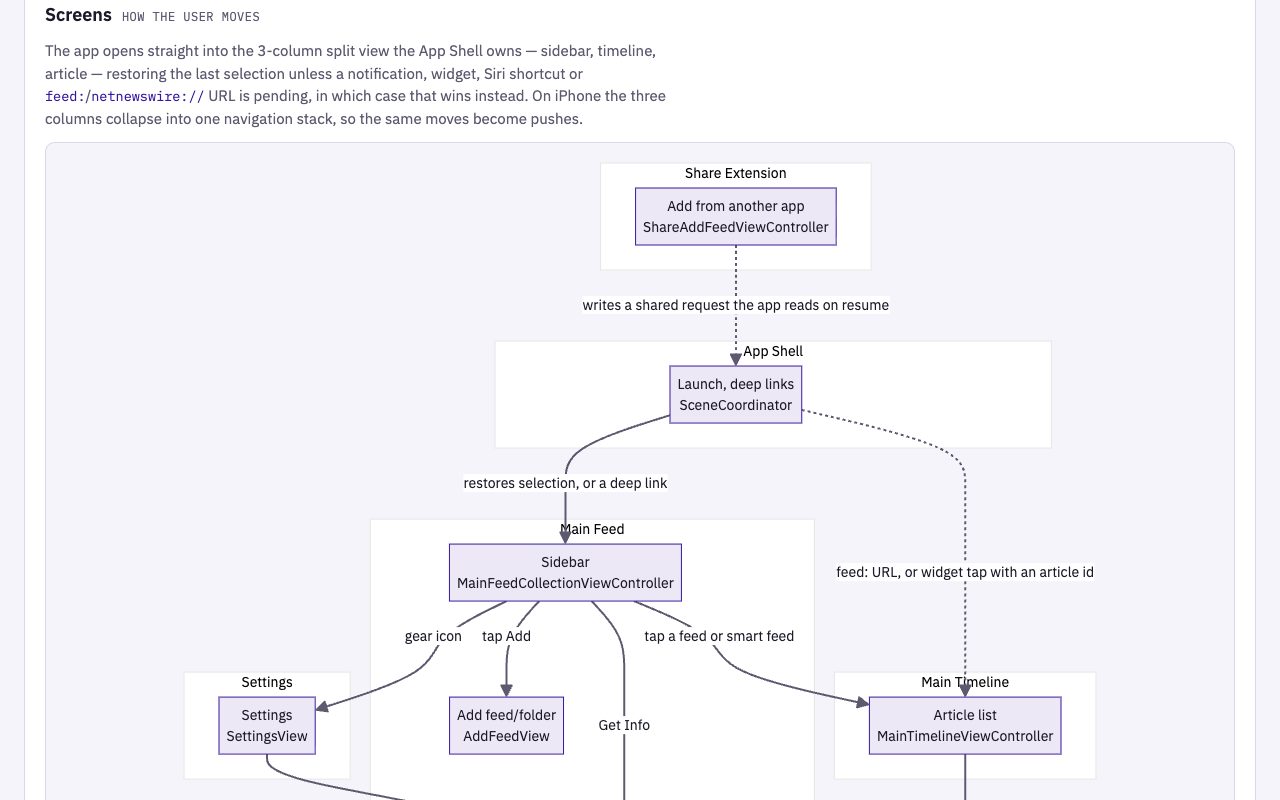 Screens HOW THE USER MOVES
The app opens straight into the 3-column split view the App Shell owns — sidebar, timeline,
article — restoring the last selection unless a notification, widget, Siri shortcut or
feed:/netnewswire:// URL is pending, in which case that wins instead. On iPhone the three
columns collapse into one navigation stack, so the same moves become pushes.
Share Extension
Add from another app
ShareAddFeedViewController
writes a shared request the app reads on resume
App Shell
Launch, deep links
SceneCoordinator
restores selection, or a deep link
Main Feed
Sidebar
MainFeedCollectionViewController
feed: URL, or widget tap with an article id
gear icon
tap Add
tap a feed or smart feed
Settings
Settings
SettingsView
Add feed/folder
AddFeedView
Get Info
Main Timeline
Article list
MainTimelineViewController